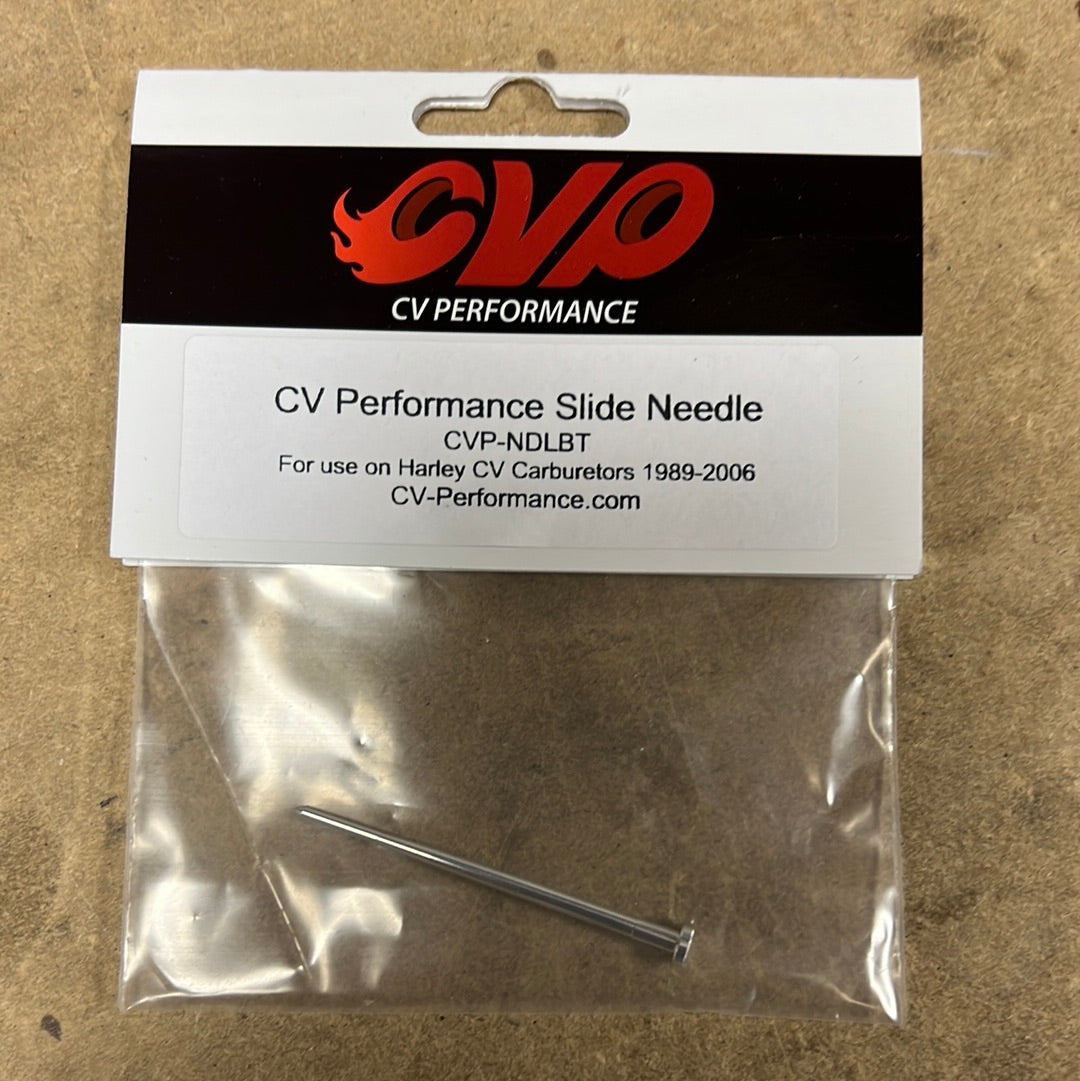 CVP
CV PERFORMANCE
CV Performance Slide Needle
CVP-NDLBT
For use on Harley CV Carburetors 1989-2006
CV-Performance.com